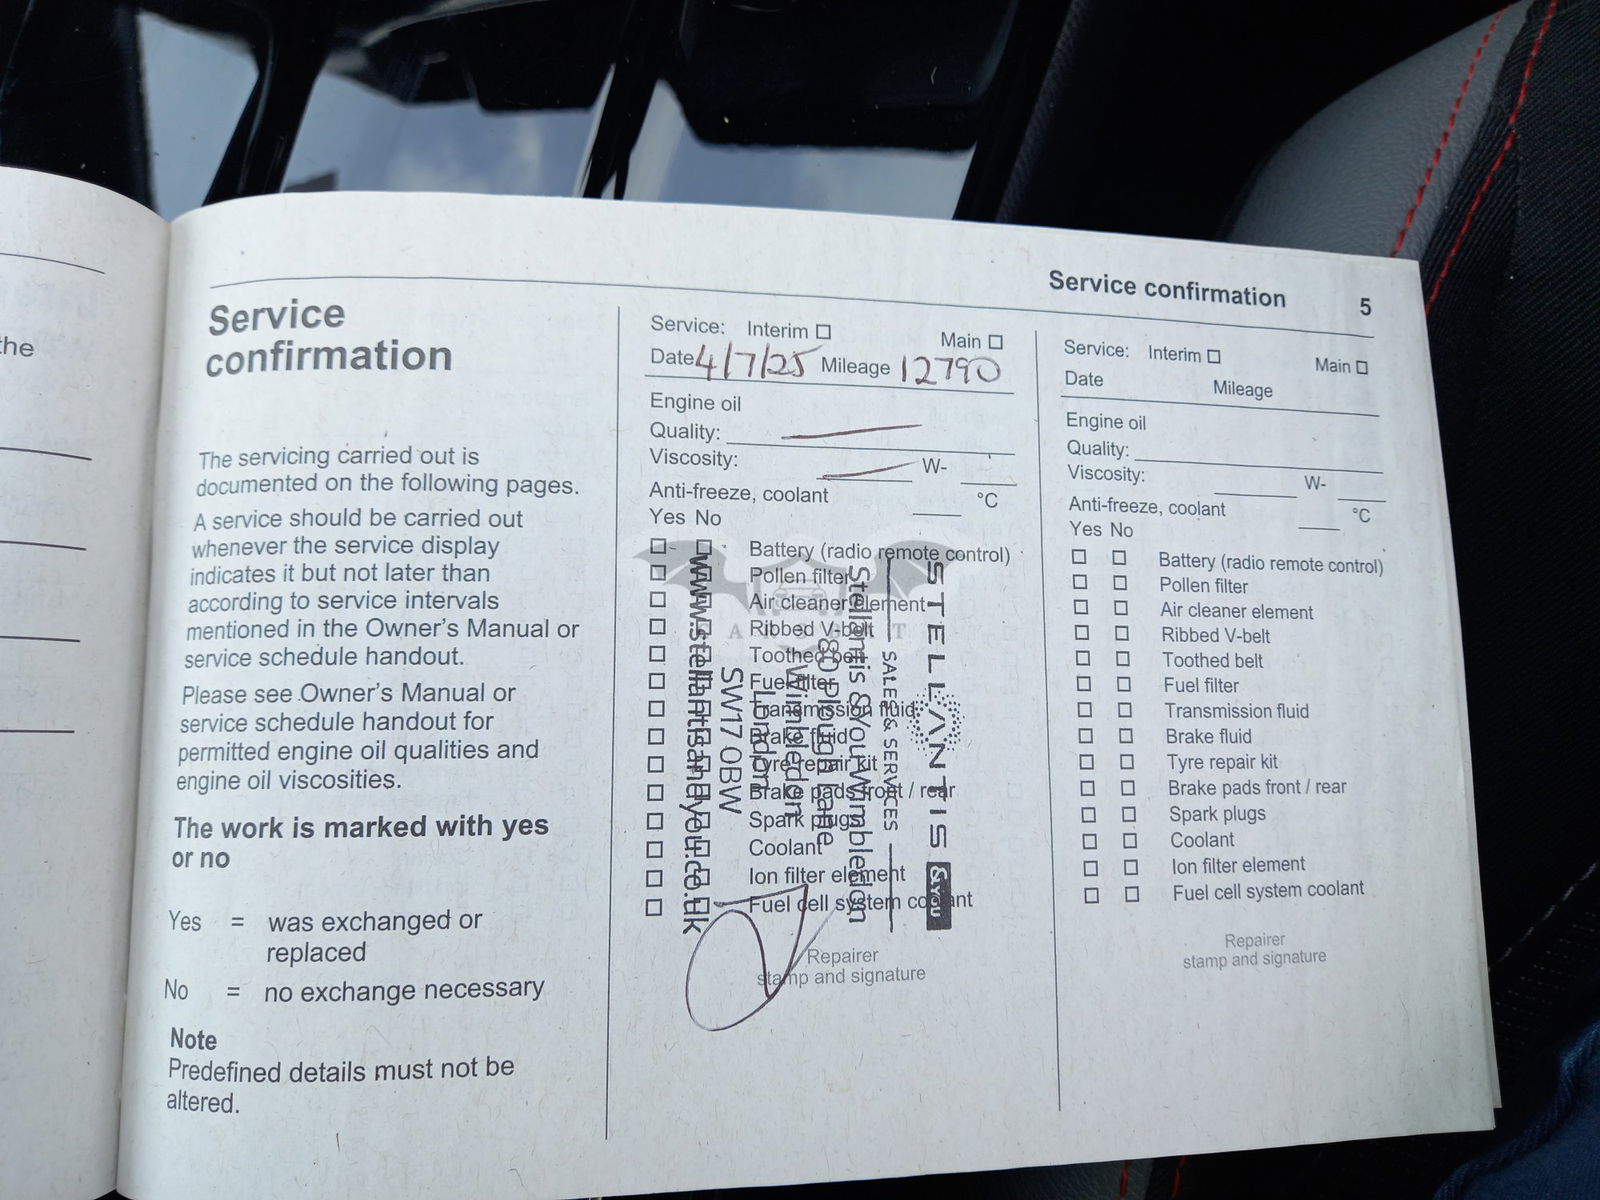 the
Service confirmation 5
Service
confirmation
The servicing carried out is
documented on the following pages.
A service should be carried out
whenever the service display
indicates it but not later than
according to service intervals
mentioned in the Owner's Manual or
service schedule handout.
Please see Owner's Manual or
service schedule handout for
permitted engine oil qualities and
engine oil viscosities.
The work is marked with yes
or no
Yes = was exchanged or
replaced
No = no exchange necessary
Note
Predefined details must not be
altered.
Service: Interim Main
Date 4/7/25 Mileage 12790
Engine oil
Quality:
Viscosity: W-
Anti-freeze, coolant °C
Yes No
Battery (radio remote control)
Pollen filter
Air cleaner element
Ribbed V-belt
Toothed belt
Fuel filter
Transmission fluid
Brake fluid
Tyre repair kit
Brake pads front / rear
Spark plugs
Coolant
Ion filter element
Fuel cell system coolant
Repairer
stamp and signature
STELLANTIS &you
SALES & SERVICES
Stellantis &You Wimbledon
80 Plough Lane
Wimbledon
London
SW17 0BW
www.stellantisandyou.co.uk
Service: Interim Main
Date Mileage
Engine oil
Quality:
Viscosity: W-
Anti-freeze, coolant °C
Yes No
Battery (radio remote control)
Pollen filter
Air cleaner element
Ribbed V-belt
Toothed belt
Fuel filter
Transmission fluid
Brake fluid
Tyre repair kit
Brake pads front / rear
Spark plugs
Coolant
Ion filter element
Fuel cell system coolant
Repairer
stamp and signature